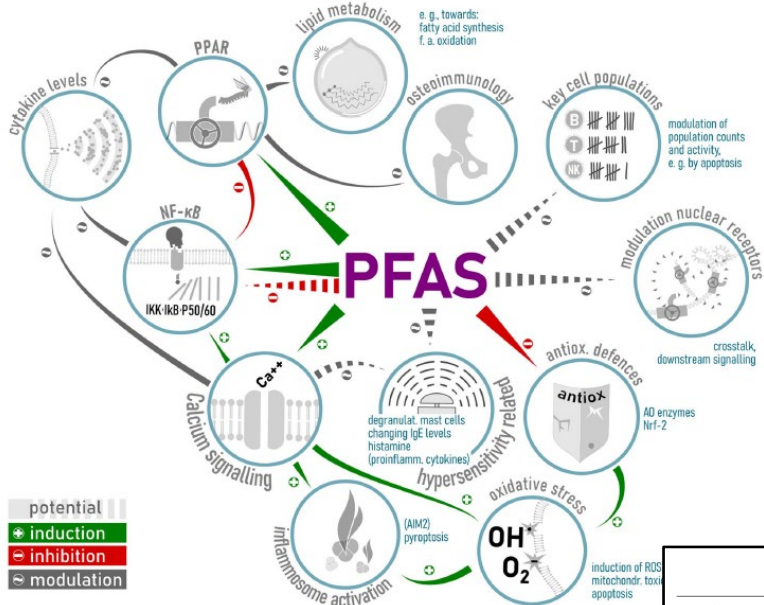 lipid metabolism
e. g., towards:
fatty acid synthesis
f. a. oxidation
PPAR
cytokine levels
osteoimmunology
key cell populations
B
T
NK
modulation of
population counts
and activity,
e. g. by apoptosis
NF-κB
IKK·IkB·P50/60
PFAS
modulation nuclear receptors
crosstalk,
downstream signalling
Ca++
Calcium signalling
degranulat. mast cells
changing IgE levels
histamine
(proinflamm. cytokines)
hypersensitivity related
antiox. defences
antiox
AO enzymes
Nrf-2
oxidative stress
OH•
O2•-
induction of ROS
mitochondr.
apoptosis
(AIM2)
pyroptosis
inflammosome activation
potential
induction
inhibition
modulation